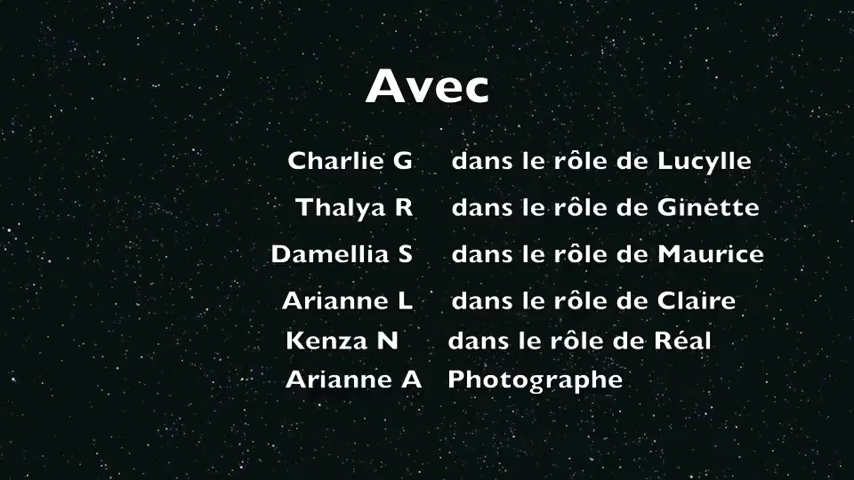 Avec
Charlie G dans le rôle de Lucylle
Thalya R dans le rôle de Ginette
Damellia S dans le rôle de Maurice
Arianne L dans le rôle de Claire
Kenza N dans le rôle de Réal
Arianne A Photographe